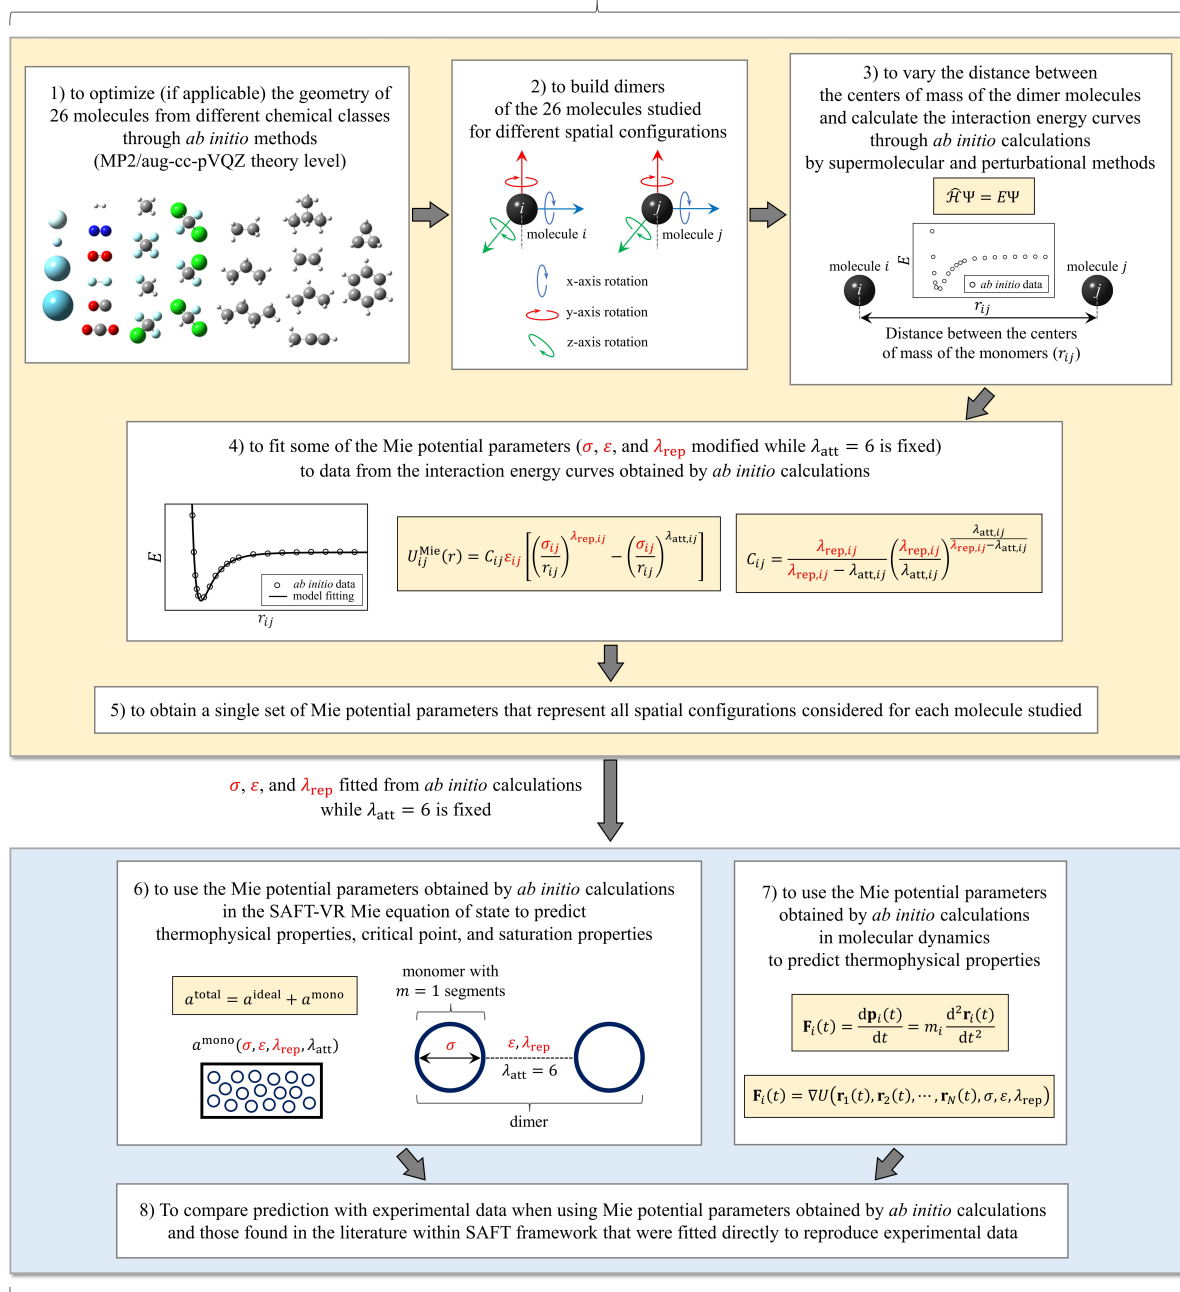 1) to optimize (if applicable) the geometry of
26 molecules from different chemical classes
through ab initio methods
(MP2/aug-cc-pVQZ theory level)
2) to build dimers
of the 26 molecules studied
for different spatial configurations
i
j
molecule i
molecule j
x-axis rotation
y-axis rotation
z-axis rotation
3) to vary the distance between
the centers of mass of the dimer molecules
and calculate the interaction energy curves
through ab initio calculations
by supermolecular and perturbational methods
ĤΨ = EΨ
E
ab initio data
r_ij
molecule i
molecule j
i
j
Distance between the centers
of mass of the monomers (r_ij)
4) to fit some of the Mie potential parameters (σ, ε, and λ_rep modified while λ_att = 6 is fixed)
to data from the interaction energy curves obtained by ab initio calculations
E
ab initio data
model fitting
r_ij
U_ij^Mie(r) = C_ij ε_ij [(σ_ij/r_ij)^λ_rep,ij − (σ_ij/r_ij)^λ_att,ij]
C_ij = λ_rep,ij/(λ_rep,ij − λ_att,ij) (λ_rep,ij/λ_att,ij)^(λ_att,ij/(λ_rep,ij−λ_att,ij))
5) to obtain a single set of Mie potential parameters that represent all spatial configurations considered for each molecule studied
σ, ε, and λ_rep fitted from ab initio calculations
while λ_att = 6 is fixed
6) to use the Mie potential parameters obtained by ab initio calculations
in the SAFT-VR Mie equation of state to predict
thermophysical properties, critical point, and saturation properties
a^total = a^ideal + a^mono
a^mono(σ, ε, λ_rep, λ_att)
monomer with
m = 1 segments
σ
ε, λ_rep
λ_att = 6
dimer
7) to use the Mie potential parameters
obtained by ab initio calculations
in molecular dynamics
to predict thermophysical properties
F_i(t) = dp_i(t)/dt = m_i d²r_i(t)/dt²
F_i(t) = ∇U(r_1(t), r_2(t), ⋯, r_N(t), σ, ε, λ_rep)
8) To compare prediction with experimental data when using Mie potential parameters obtained by ab initio calculations
and those found in the literature within SAFT framework that were fitted directly to reproduce experimental data